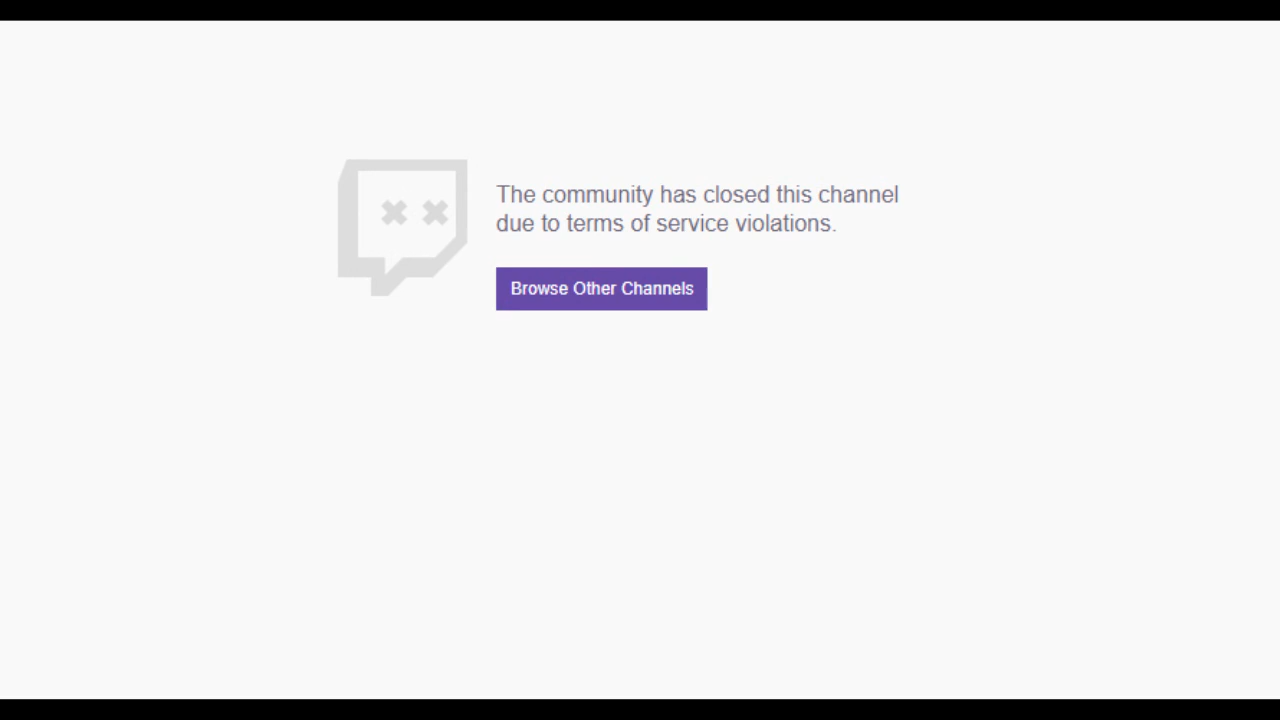 The community has closed this channel
due to terms of service violations.
Browse Other Channels